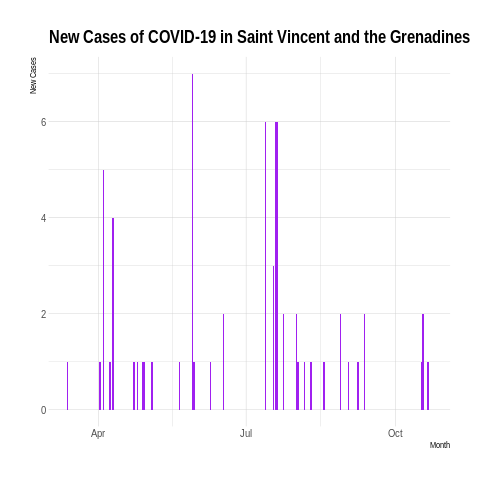 New Cases of COVID-19 in Saint Vincent and the Grenadines
New Cases
6
4
2
0
Apr
Jul
Oct
Month